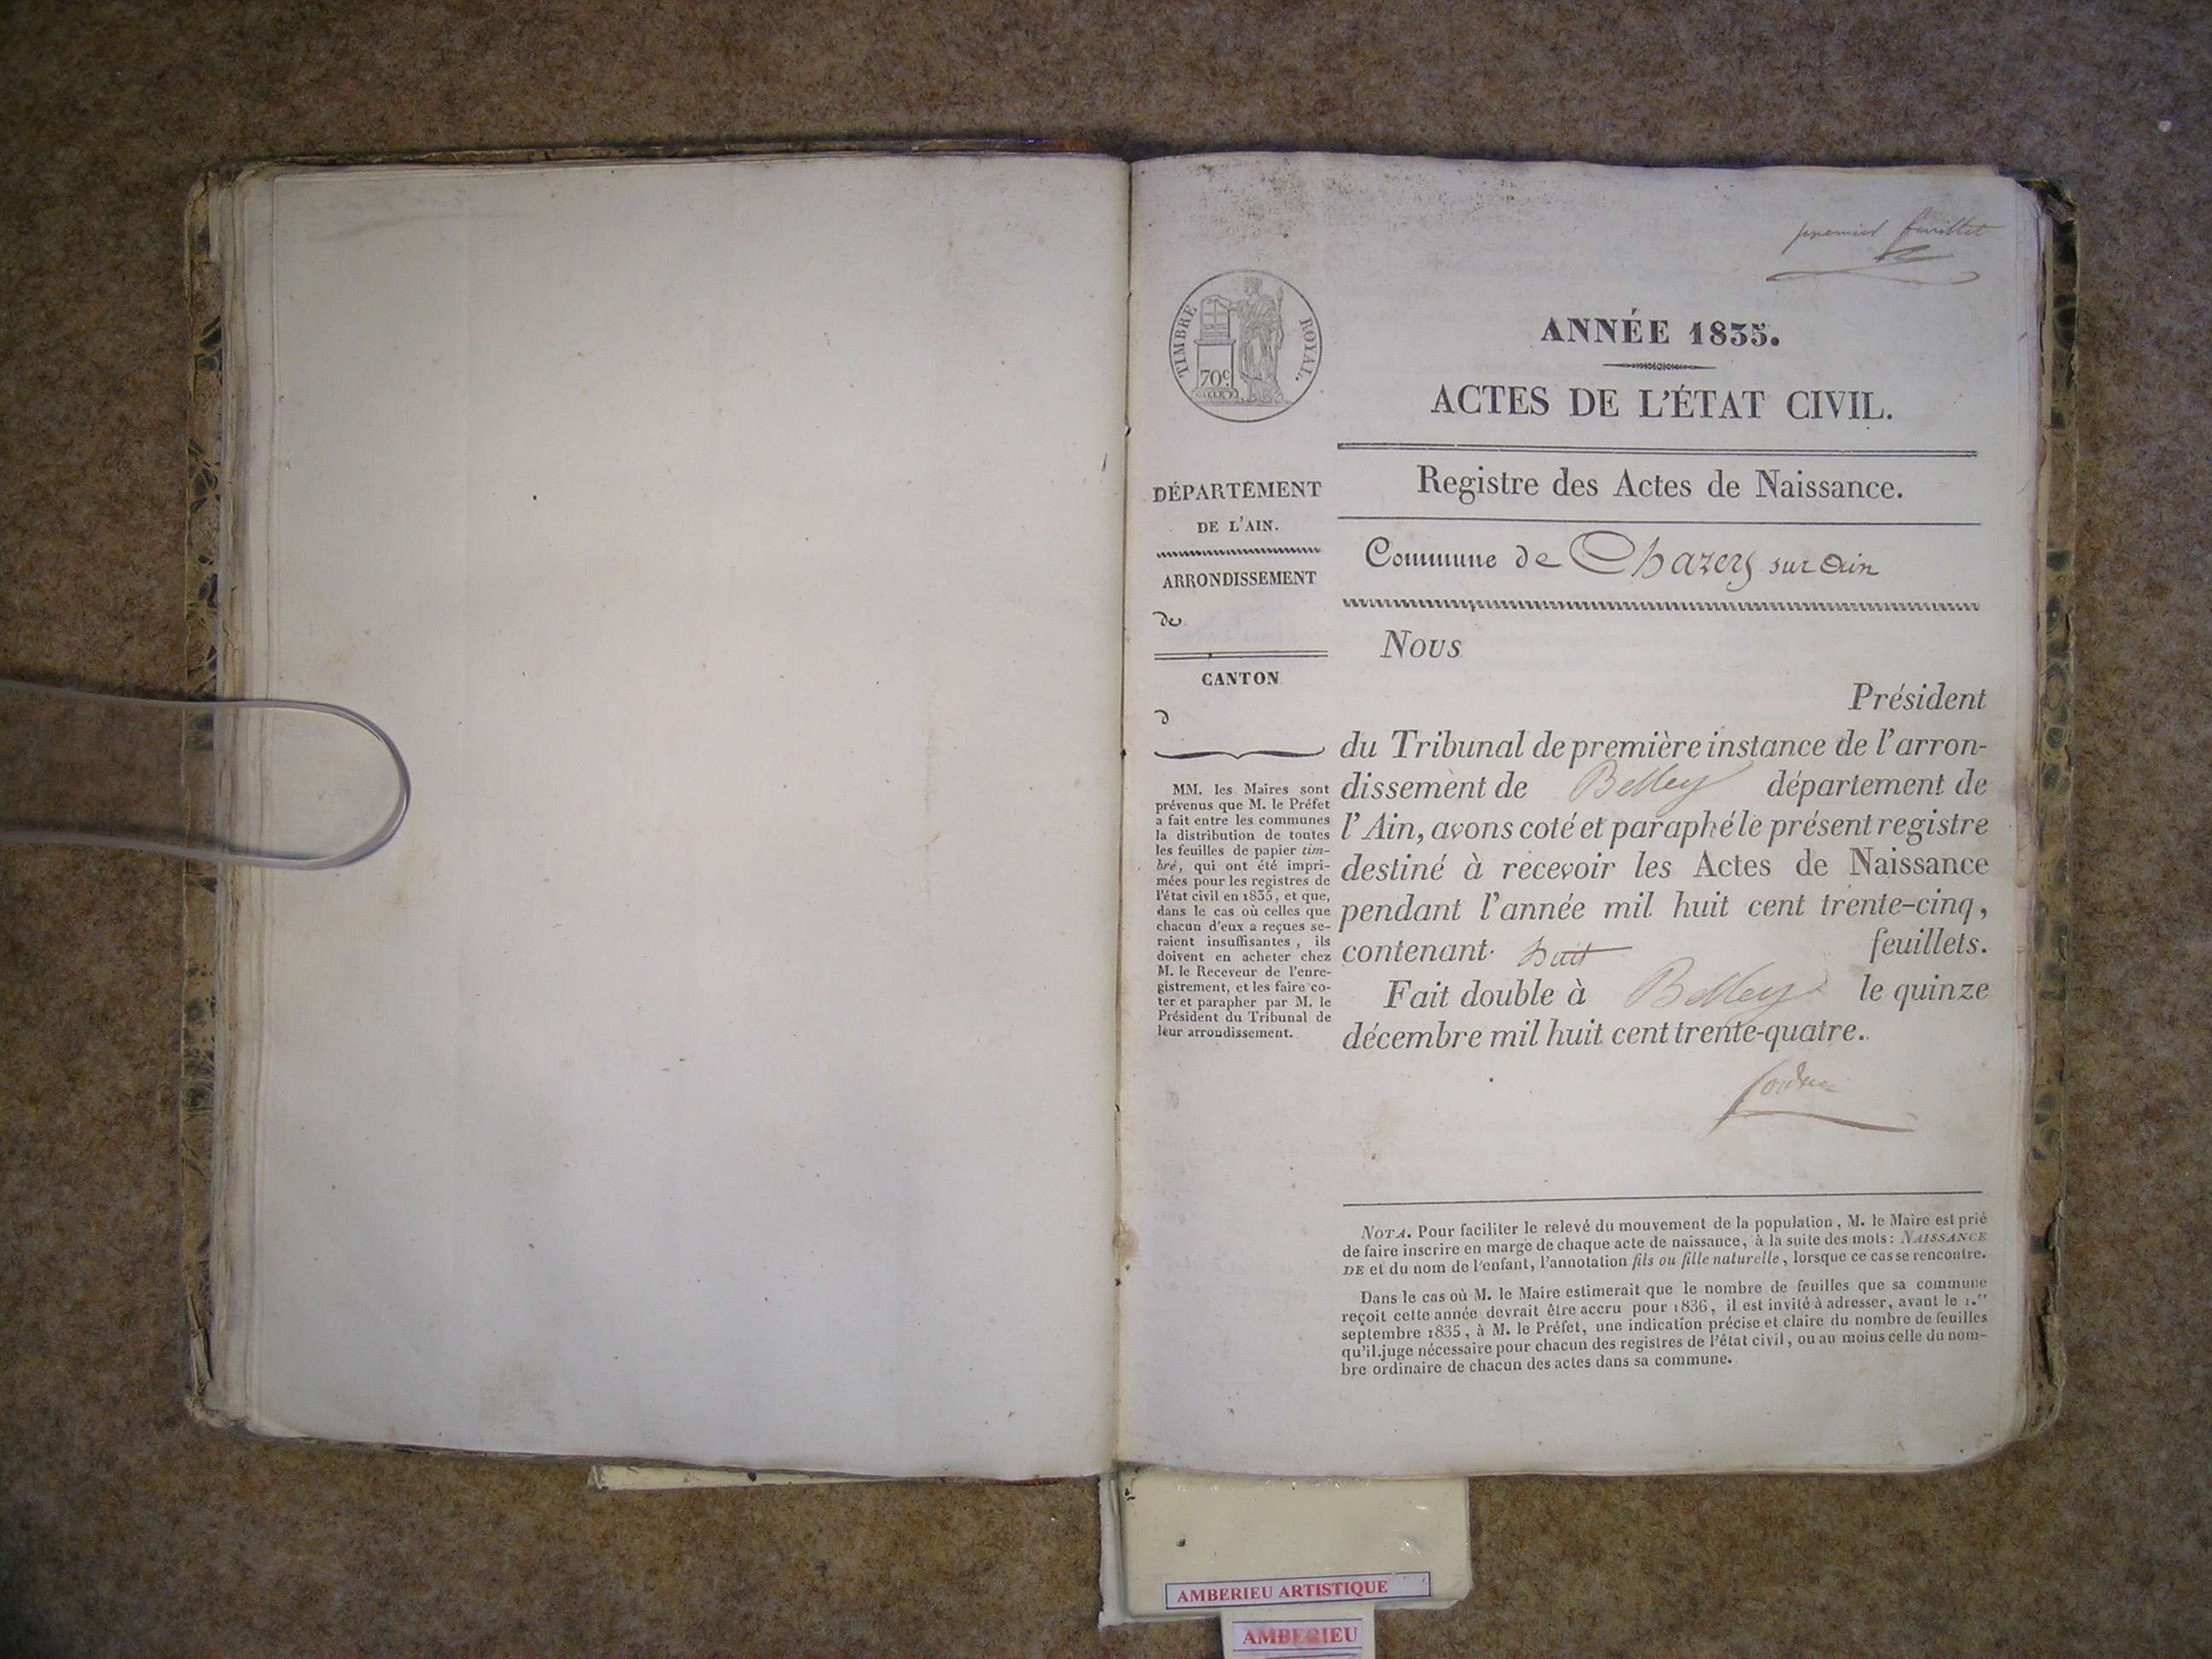 premier feuillet
TIMBRE ROYAL.
70c.
ANNÉE 1835.
ACTES DE L'ÉTAT CIVIL.
Registre des Actes de Naissance.
Commune de Chazey sur Ain
DÉPARTEMENT
DE L'AIN.
ARRONDISSEMENT
de
CANTON
d
MM. les Maires sont
prévenus que M. le Préfet
a fait entre les communes
la distribution de toutes
les feuilles de papier tim-
bré, qui ont été impri-
mées pour les registres de
l'état civil en 1835, et que,
dans le cas où celles que
chacun d'eux a reçues se-
raient insuffisantes, ils
doivent en acheter chez
M. le Receveur de l'enre-
gistrement, et les faire co-
ter et parapher par M. le
Président du Tribunal de
leur arrondissement.
Nous
Président
du Tribunal de première instance de l'arron-
dissement de Belley département de
l'Ain, avons coté et paraphé le présent registre
destiné à recevoir les Actes de Naissance
pendant l'année mil huit cent trente-cinq,
contenant huit feuillets.
Fait double à Belley le quinze
décembre mil huit cent trente-quatre.
NOTA. Pour faciliter le relevé du mouvement de la population, M. le Maire est prié
de faire inscrire en marge de chaque acte de naissance, à la suite des mots: NAISSANCE
DE et du nom de l'enfant, l'annotation fils ou fille naturelle, lorsque ce cas se rencontre.
Dans le cas où M. le Maire estimerait que le nombre de feuilles que sa commune
reçoit cette année devrait être accru pour 1836, il est invité à adresser, avant le 1.er
septembre 1835, à M. le Préfet, une indication précise et claire du nombre de feuilles
qu'il juge nécessaire pour chacun des registres de l'état civil, ou au moins celle du nom-
bre ordinaire de chacun des actes dans sa commune.
AMBERIEU ARTISTIQUE
AMBERIEU